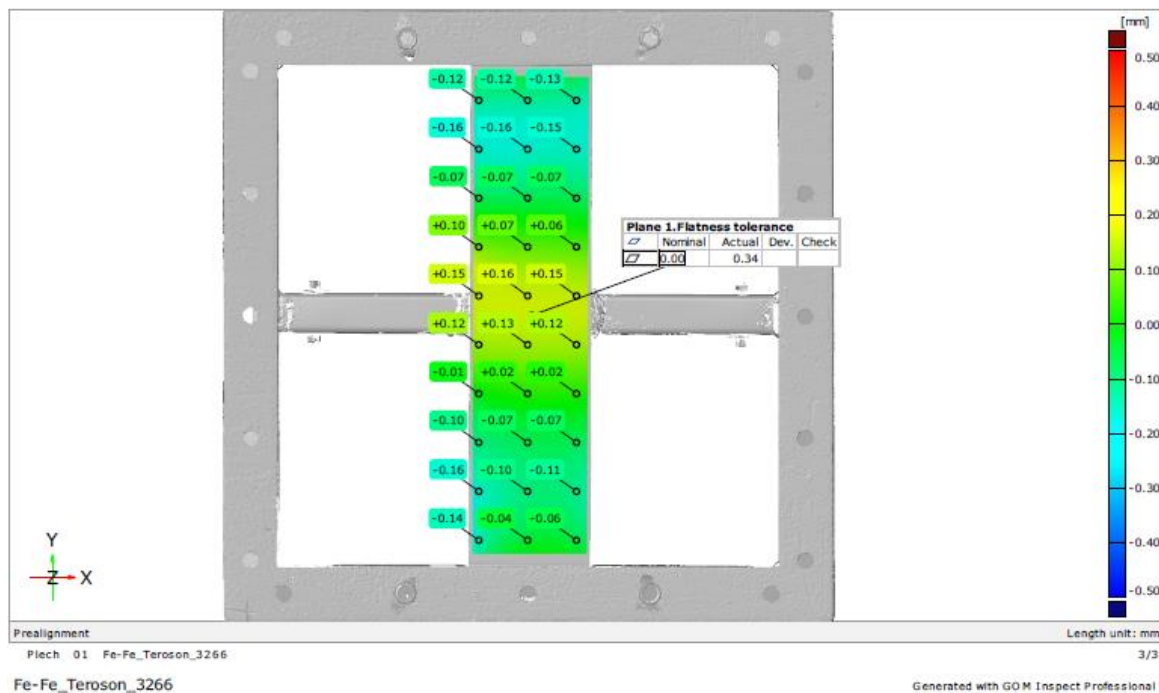 [mm]
0.50
0.40
0.30
0.20
0.10
0.00
-0.10
-0.20
-0.30
-0.40
-0.50
-0.12 -0.12 -0.13
-0.16 -0.16 -0.15
-0.07 -0.07 -0.07
+0.10 +0.07 +0.06
Plane 1.Flatness tolerance
Nominal Actual Dev. Check
0.00 0.34
+0.15 +0.16 +0.15
+0.12 +0.13 +0.12
-0.01 +0.02 +0.02
-0.10 -0.07 -0.07
-0.16 -0.10 -0.11
-0.14 -0.04 -0.06
Y
Z X
Prealignment Length unit: mm
Plech 01 Fe-Fe_Teroson_3266 3/3
Fe-Fe_Teroson_3266 Generated with GOM Inspect Professional